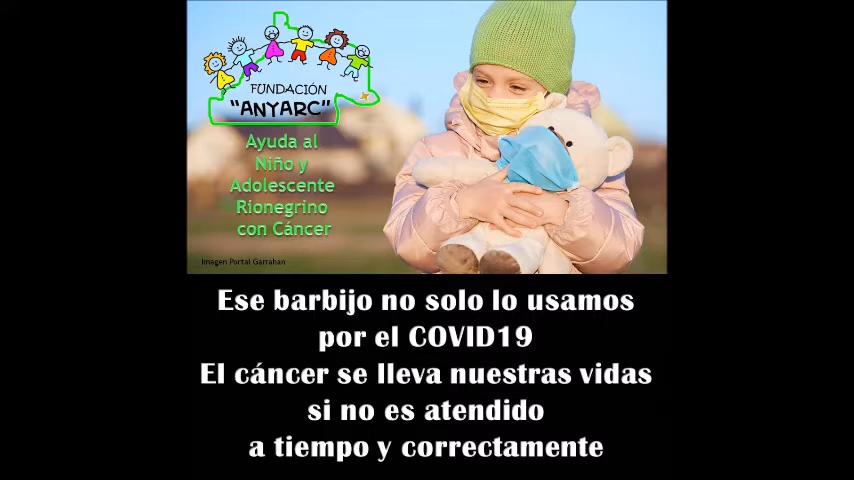 FUNDACIÓN
"ANYARC"
Ayuda al
Niño y
Adolescente
Rionegrino
con Cáncer
Imagen Portal Garrahan
Ese barbijo no solo lo usamos
por el COVID19
El cáncer se lleva nuestras vidas
si no es atendido
a tiempo y correctamente